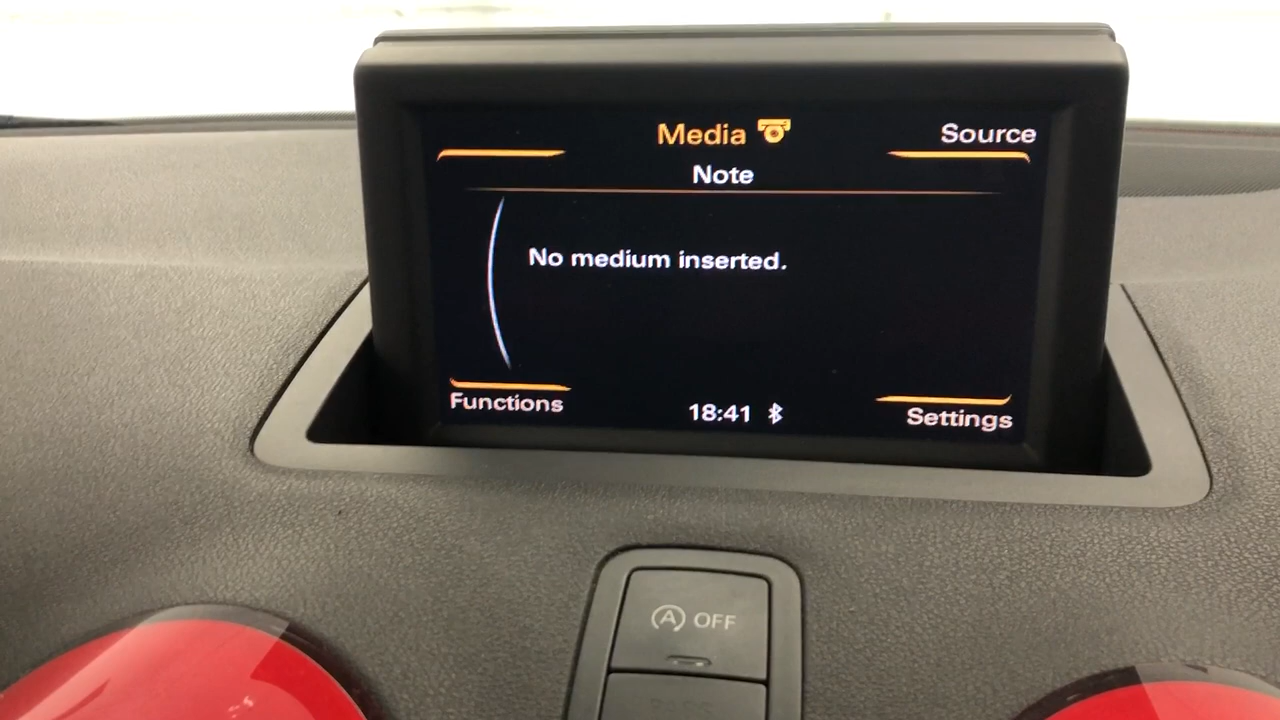 Media
Source
Note
No medium inserted.
Functions
18:41
Settings
A OFF